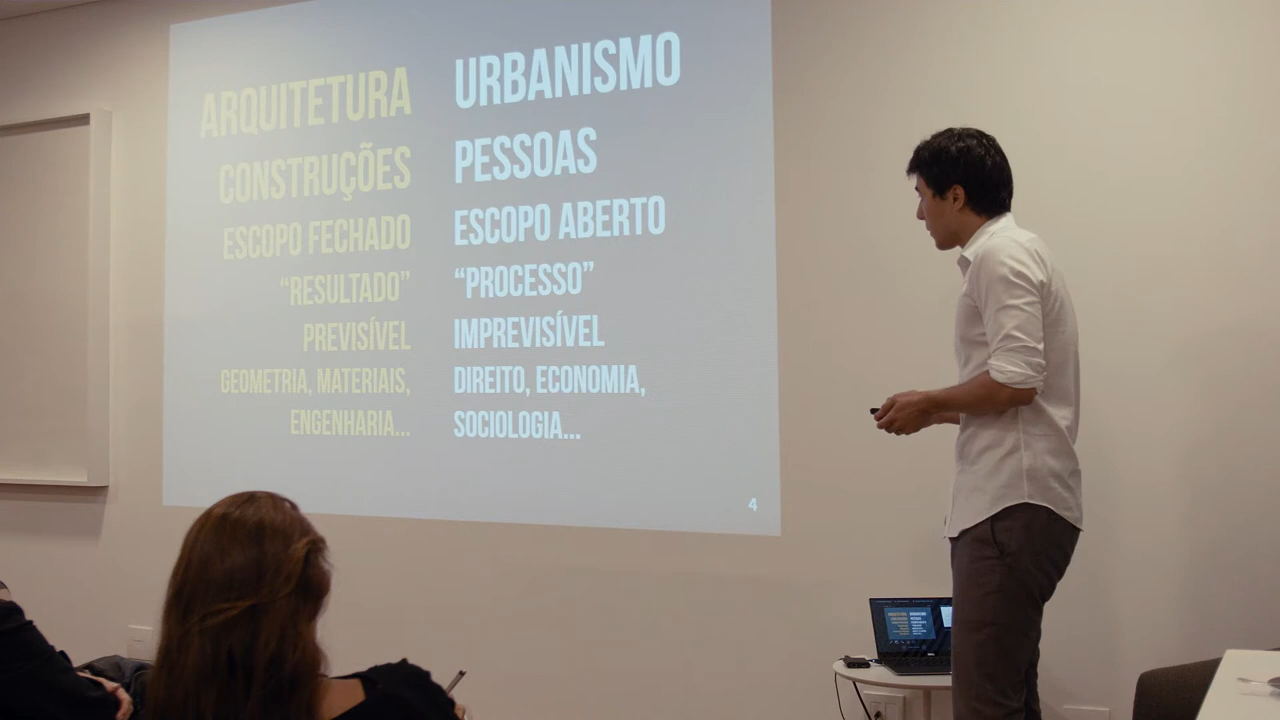 ARQUITETURA URBANISMO
CONSTRUÇÕES PESSOAS
ESCOPO FECHADO ESCOPO ABERTO
“RESULTADO” “PROCESSO”
PREVISÍVEL IMPREVISÍVEL
GEOMETRIA, MATERIAIS, DIREITO, ECONOMIA,
ENGENHARIA... SOCIOLOGIA...
4